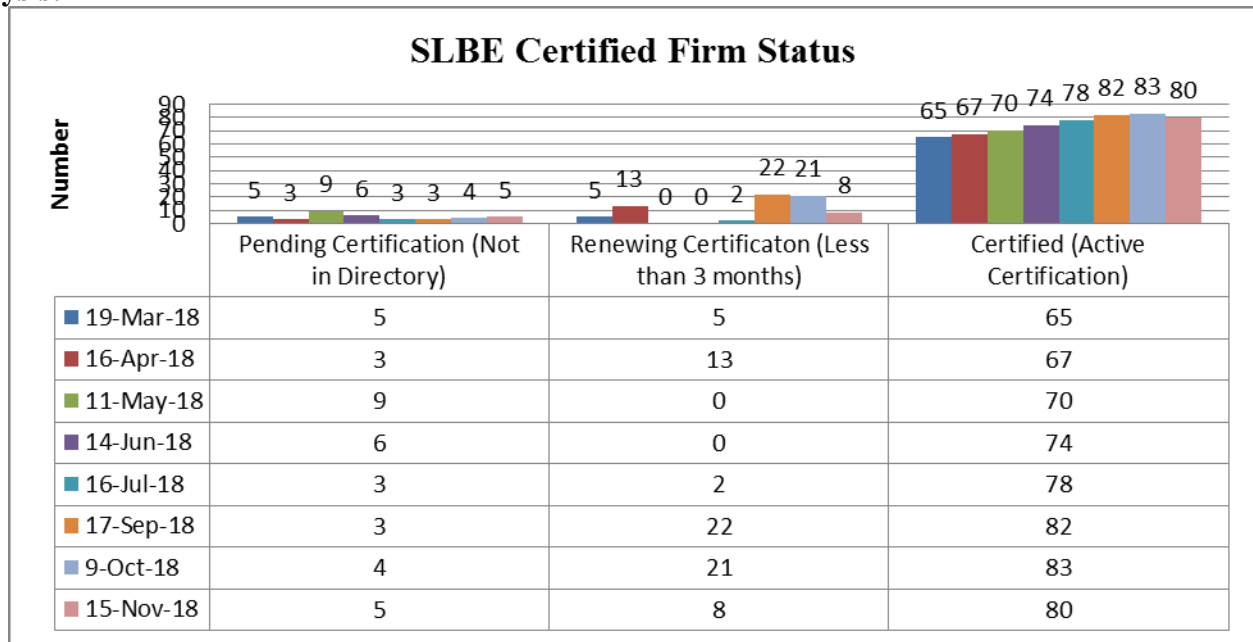 SLBE Certified Firm Status
Number
90
80
70
60
50
40
30
20
10
0
5 3 9 6 3 3 4 5
5 13 0 0 2 22 21 8
65 67 70 74 78 82 83 80
Pending Certification (Not in Directory)
Renewing Certificaton (Less than 3 months)
Certified (Active Certification)
19-Mar-18 5 5 65
16-Apr-18 3 13 67
11-May-18 9 0 70
14-Jun-18 6 0 74
16-Jul-18 3 2 78
17-Sep-18 3 22 82
9-Oct-18 4 21 83
15-Nov-18 5 8 80